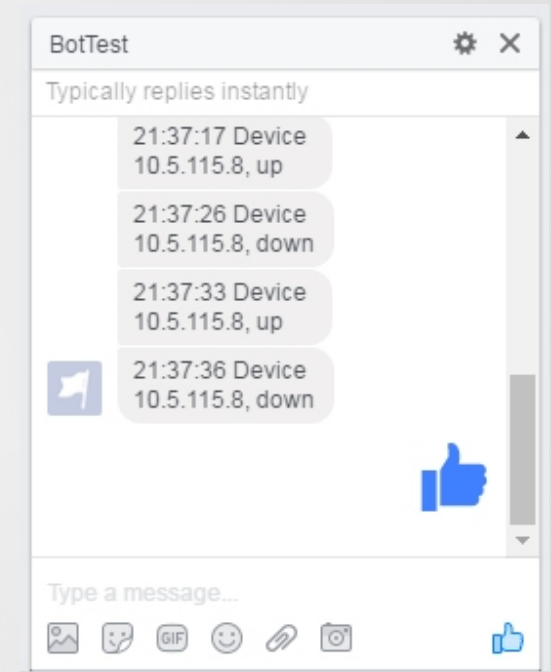 BotTest
Typically replies instantly
21:37:17 Device
10.5.115.8, up
21:37:26 Device
10.5.115.8, down
21:37:33 Device
10.5.115.8, up
21:37:36 Device
10.5.115.8, down
Type a message...
GIF